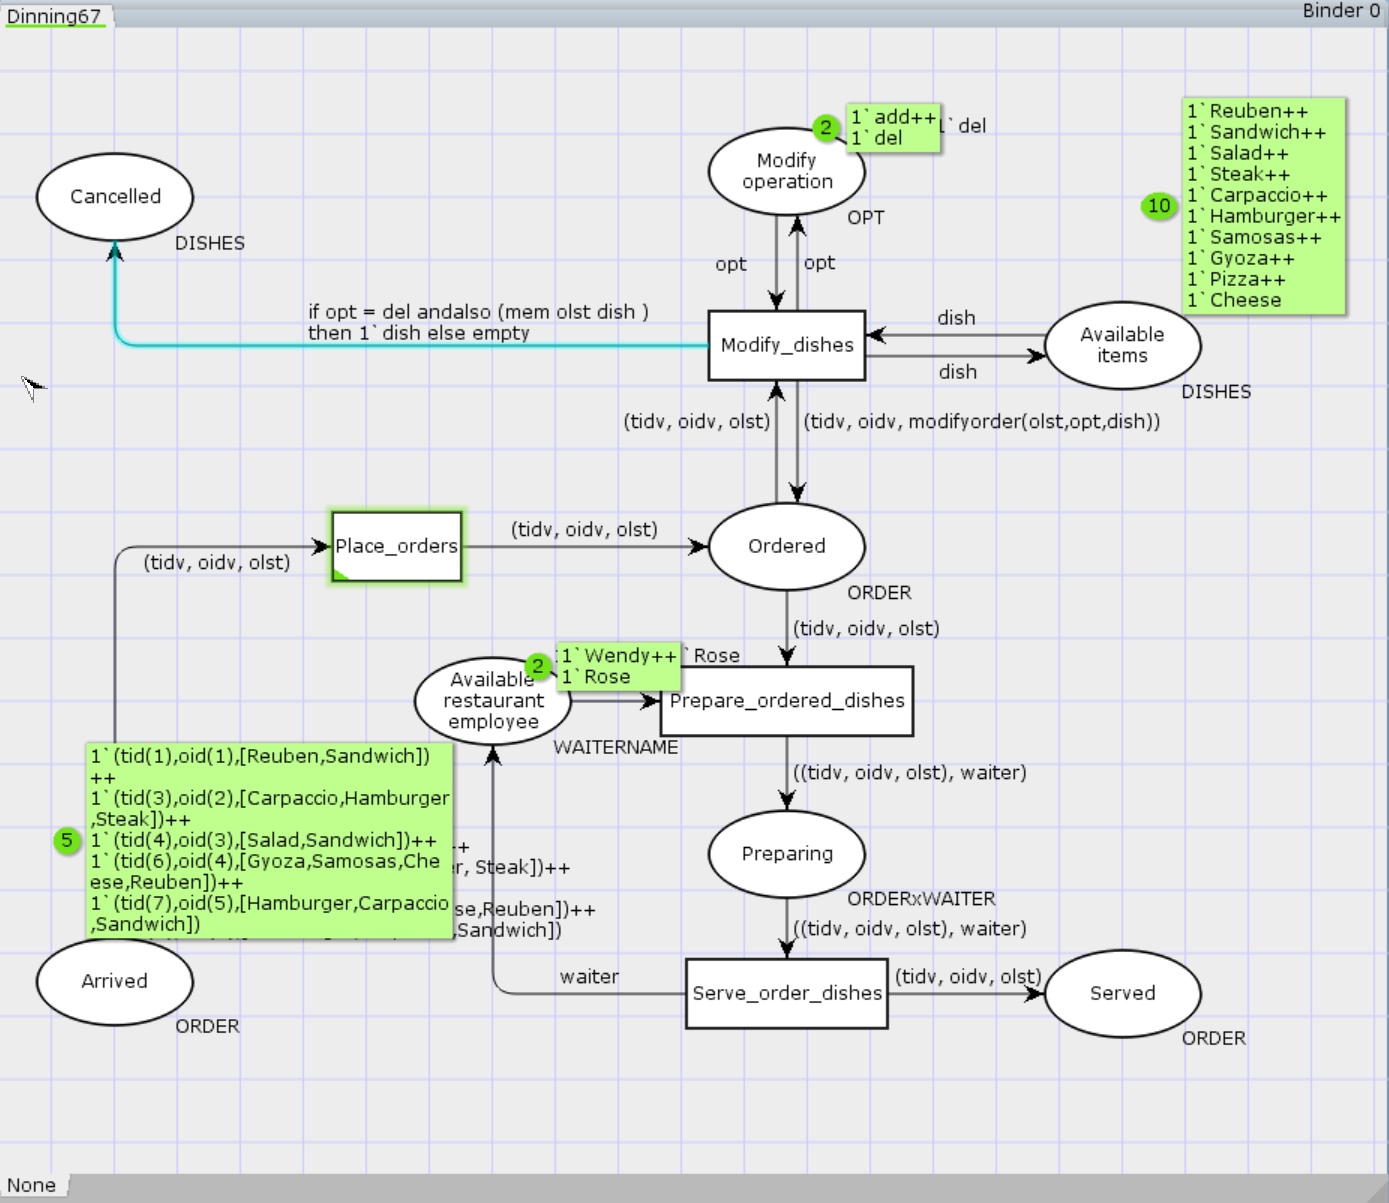 Dinning67
Binder 0
1`add++
1`del
1`del
Modify
operation
OPT
1`Reuben++
1`Sandwich++
1`Salad++
1`Steak++
1`Carpaccio++
1`Hamburger++
1`Samosas++
1`Gyoza++
1`Pizza++
1`Cheese
10
2
Cancelled
DISHES
opt
opt
if opt = del andalso (mem olst dish )
then 1`dish else empty
Modify_dishes
dish
dish
Available
items
DISHES
(tidv, oidv, olst)
(tidv, oidv, modifyorder(olst,opt,dish))
Place_orders
(tidv, oidv, olst)
(tidv, oidv, olst)
Ordered
ORDER
(tidv, oidv, olst)
2
1`Wendy++
1`Rose
`Rose
Available
restaurant
employee
WAITERNAME
Prepare_ordered_dishes
((tidv, oidv, olst), waiter)
1`(tid(1),oid(1),[Reuben,Sandwich])
++
1`(tid(3),oid(2),[Carpaccio,Hamburger
,Steak])++
1`(tid(4),oid(3),[Salad,Sandwich])++
1`(tid(6),oid(4),[Gyoza,Samosas,Che
ese,Reuben])++
1`(tid(7),oid(5),[Hamburger,Carpaccio
,Sandwich])
5
++
r, Steak])++
se,Reuben])++
,Sandwich])
Preparing
ORDERxWAITER
((tidv, oidv, olst), waiter)
Arrived
ORDER
waiter
Serve_order_dishes
(tidv, oidv, olst)
Served
ORDER
None